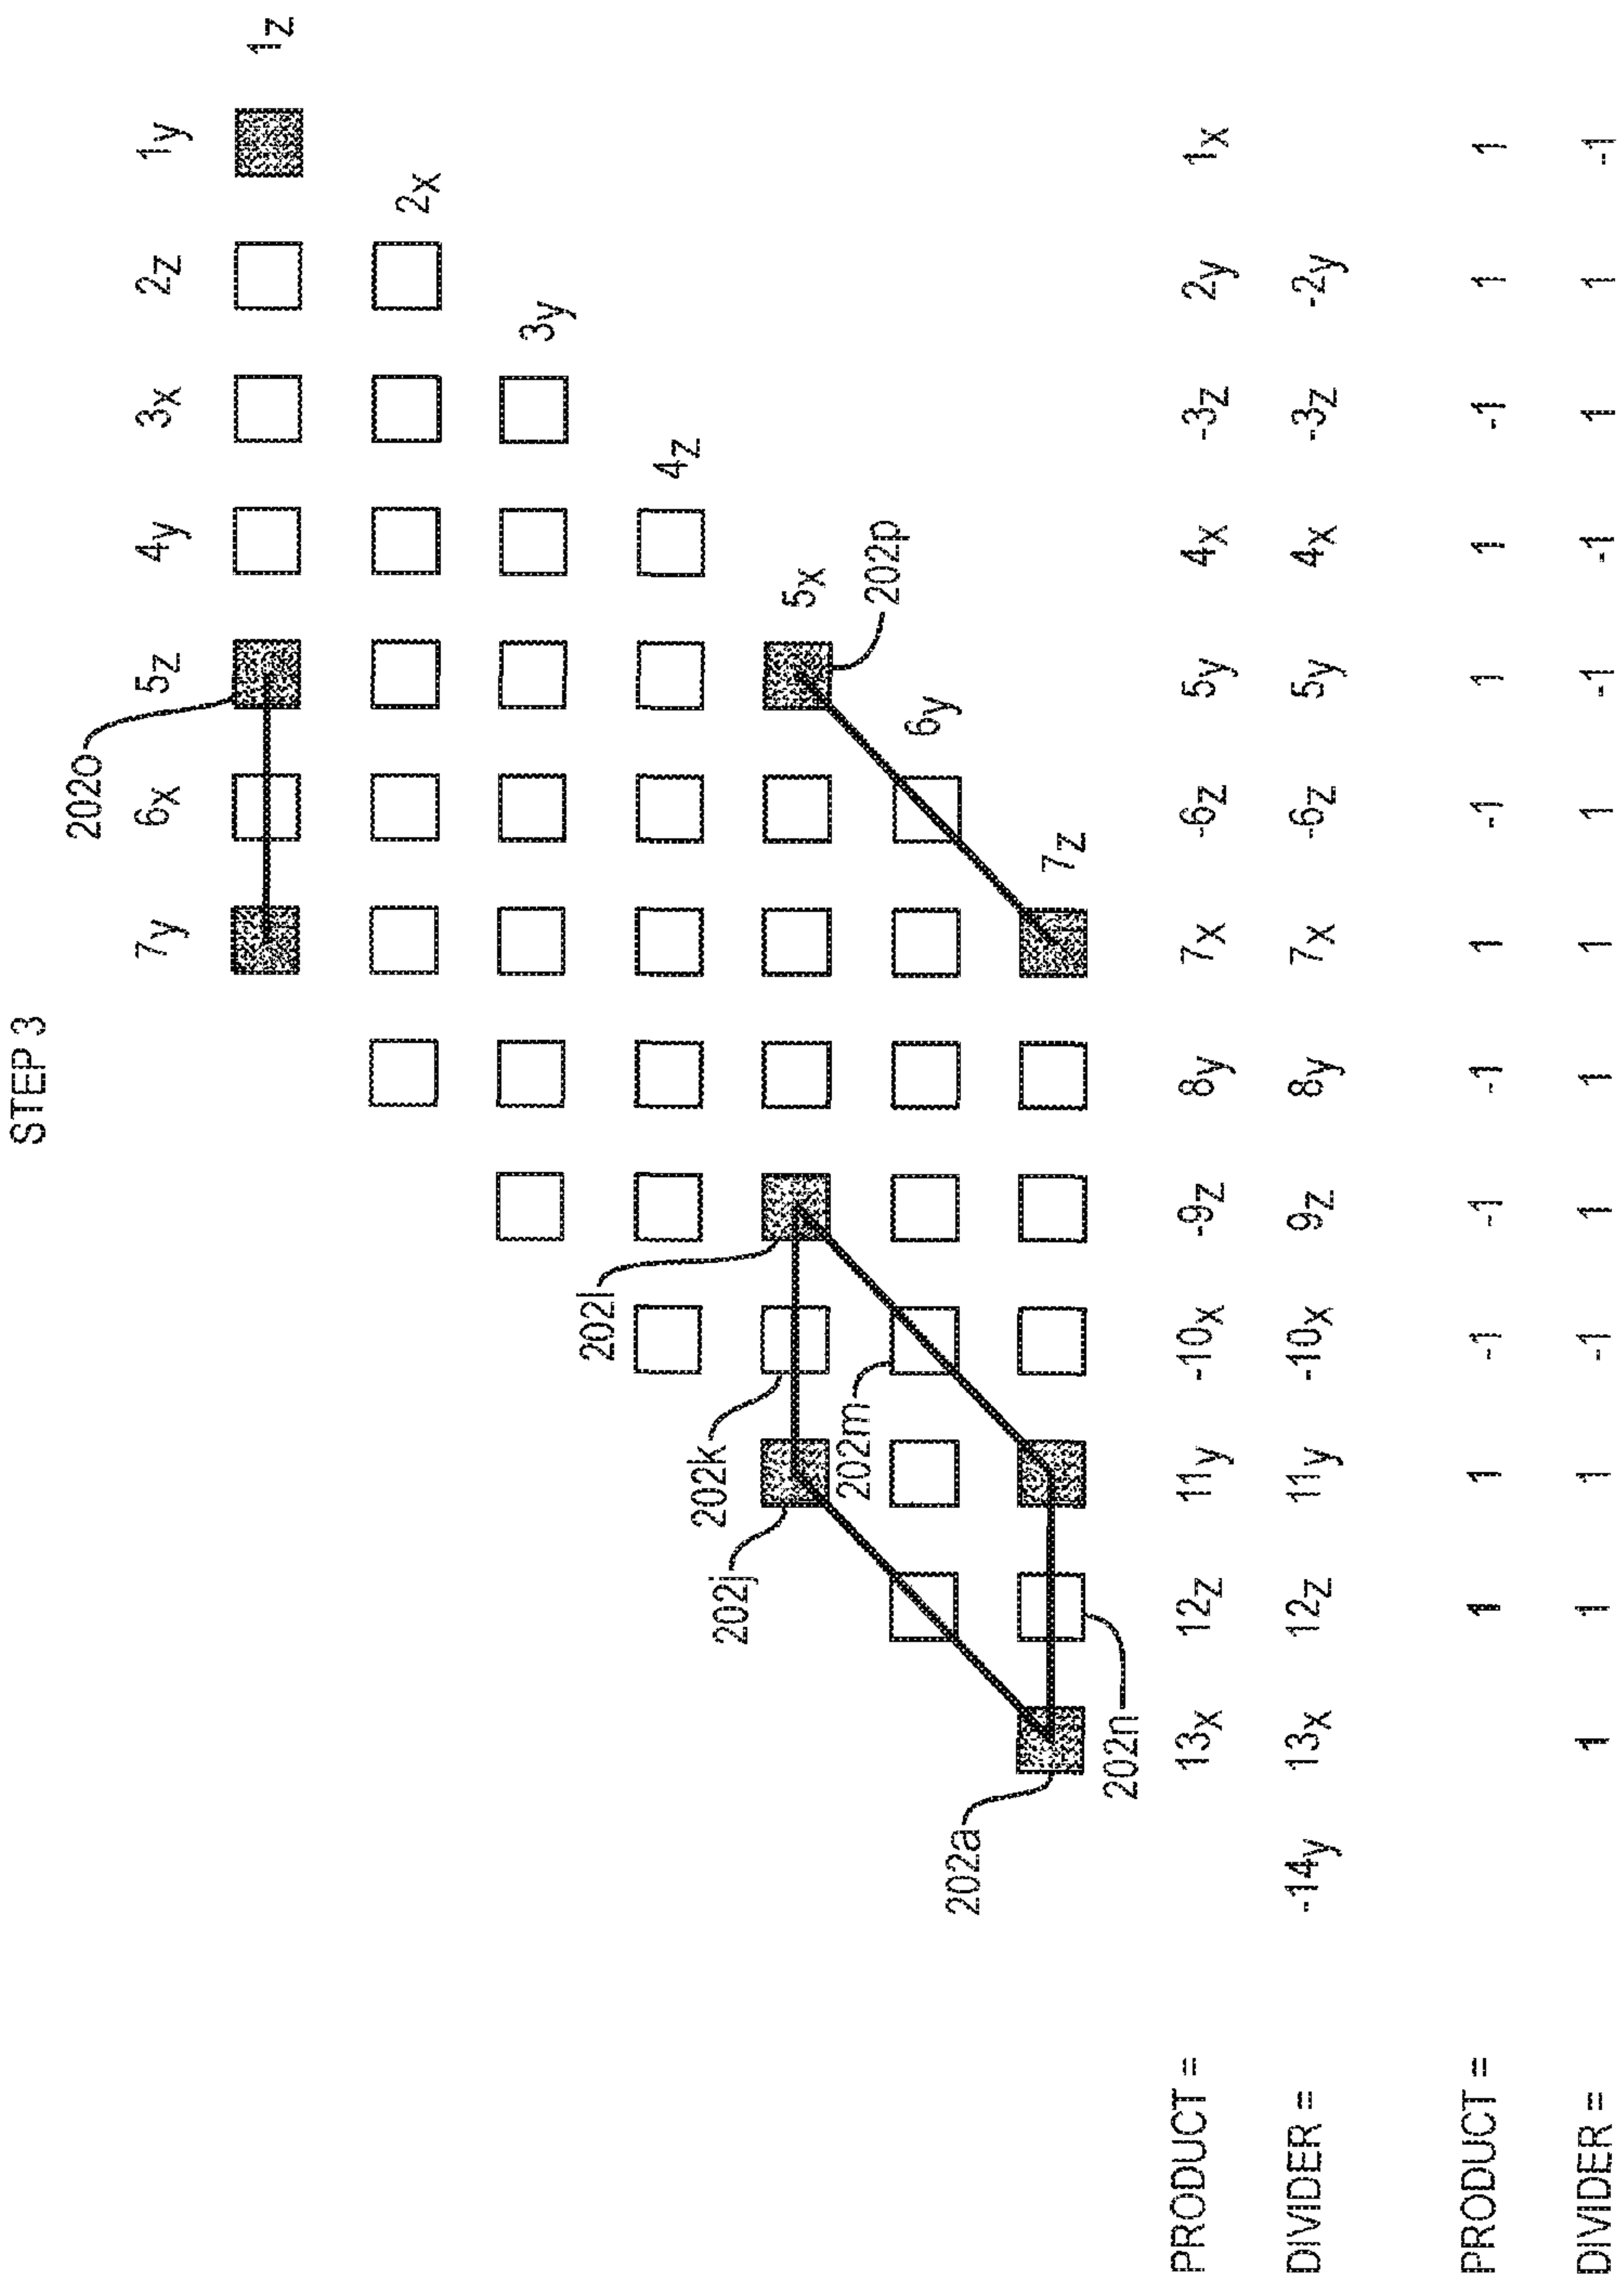 STEP 3
202o
7y 6x 5z 4y 3x 2z 1y
1z
2x
3y
202l
4z
202k
202j
5x
202m
202p
6y
202a
7z
202n
PRODUCT = 13x 12z 11y -10x -9z 8y 7x -6z 5y 4x -3z 2y 1x
DIVIDER = -14y 13x 12z 11y -10x 9z 8y 7x -6z 5y 4x -3z -2y
PRODUCT = 1 1 -1 -1 -1 1 -1 1 1 -1 1 1
DIVIDER = 1 1 1 -1 1 1 1 1 -1 -1 1 1 -1